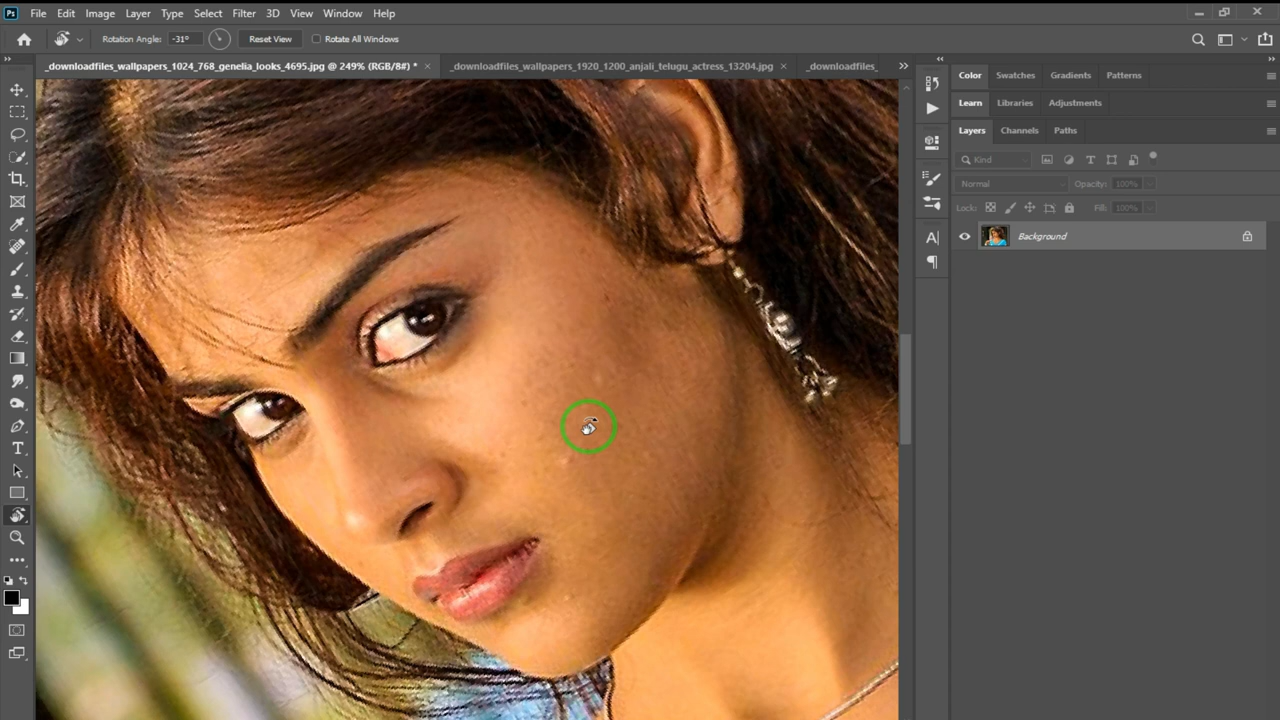 Ps File Edit Image Layer Type Select Filter 3D View Window Help
Rotation Angle: -31° Reset View Rotate All Windows
_downloadfiles_wallpapers_1024_768_genelia_looks_4695.jpg @ 249% (RGB/8#) * × _downloadfiles_wallpapers_1920_1200_anjali_telugu_actress_13204.jpg × _downloadfiles_
Color Swatches Gradients Patterns
Learn Libraries Adjustments
Layers Channels Paths
Kind
Normal Opacity: 100%
Lock: Fill: 100%
Background